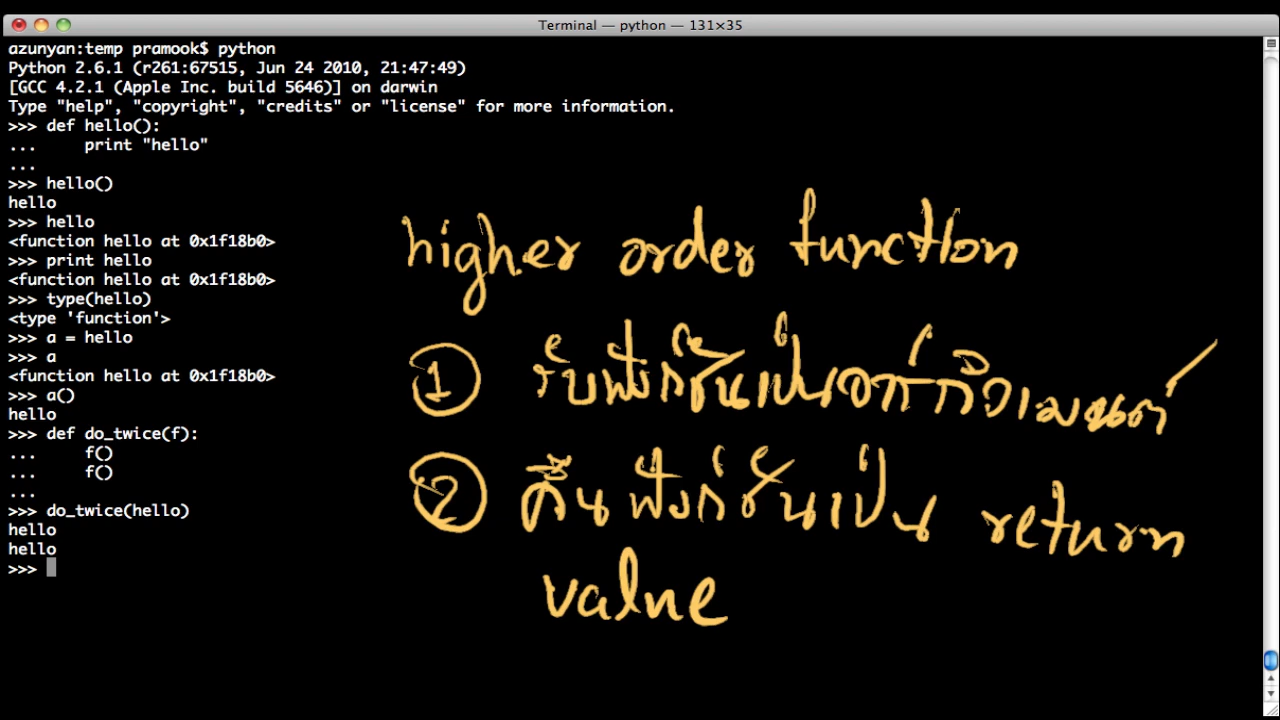 Terminal — python — 131×35
azunyan:temp pramook$ python
Python 2.6.1 (r261:67515, Jun 24 2010, 21:47:49)
[GCC 4.2.1 (Apple Inc. build 5646)] on darwin
Type "help", "copyright", "credits" or "license" for more information.
>>> def hello():
...     print "hello"
...
>>> hello()
hello
>>> hello
<function hello at 0x1f18b0>
>>> print hello
<function hello at 0x1f18b0>
>>> type(hello)
<type 'function'>
>>> a = hello
>>> a
<function hello at 0x1f18b0>
>>> a()
hello
>>> def do_twice(f):
...     f()
...     f()
...
>>> do_twice(hello)
hello
hello
>>>
higher order function
① รับฟังก์ชันเป็นอาร์กิวเมนต์
② คืนฟังก์ชันเป็น return
value